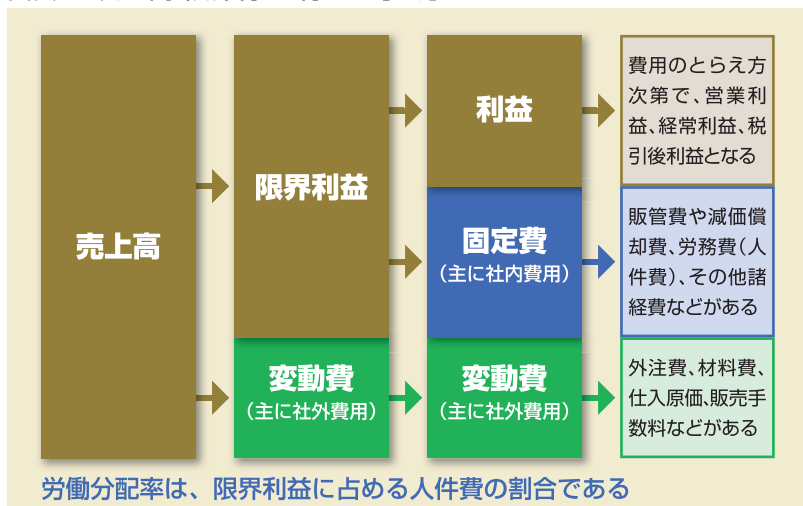 売上高
限界利益
変動費
（主に社外費用）
利益
固定費
（主に社内費用）
変動費
（主に社外費用）
費用のとらえ方
次第で、営業利
益、経常利益、税
引後利益となる
販管費や減価償
却費、労務費（人
件費）、その他諸
経費などがある
外注費、材料費、
仕入原価、販売手
数料などがある
労働分配率は、限界利益に占める人件費の割合である